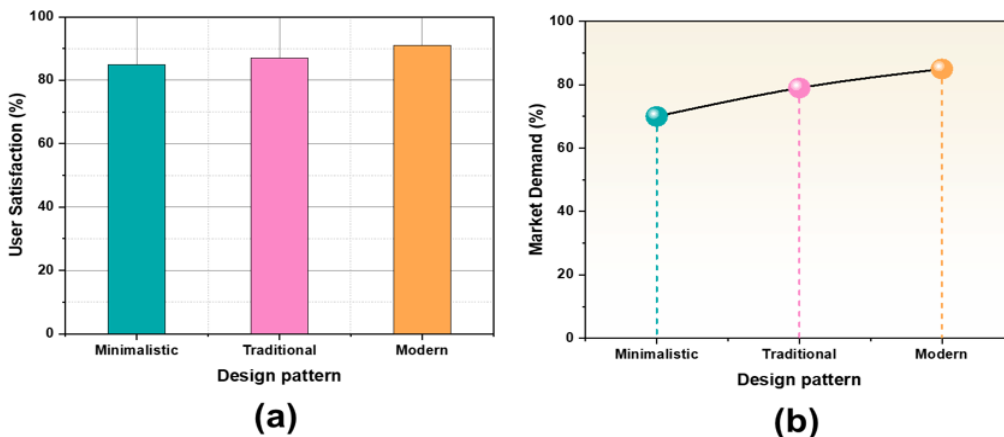 100
80
60
40
20
0
User Satisfaction (%)
Minimalistic Traditional Modern
Design pattern
(a)
100
80
60
40
20
0
Market Demand (%)
Minimalistic Traditional Modern
Design pattern
(b)